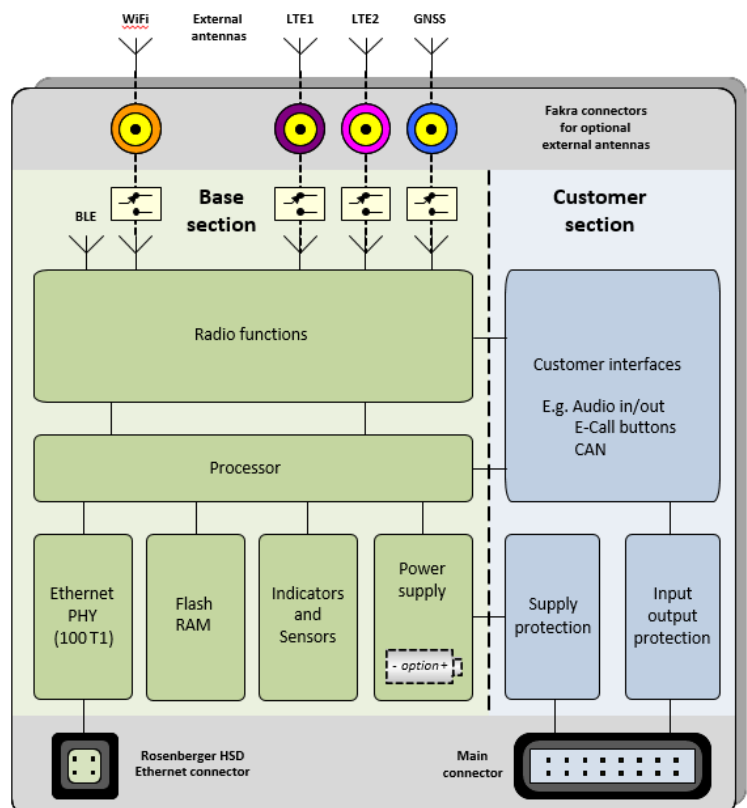 WiFi
External
antennas
LTE1
LTE2
GNSS
Fakra connectors
for optional
external antennas
Base
section
Customer
section
BLE
Radio functions
Customer interfaces
E.g. Audio in/out
E-Call buttons
CAN
Processor
Ethernet
PHY
(100 T1)
Flash
RAM
Indicators
and
Sensors
Power
supply
- option +
Supply
protection
Input
output
protection
Rosenberger HSD
Ethernet connector
Main
connector